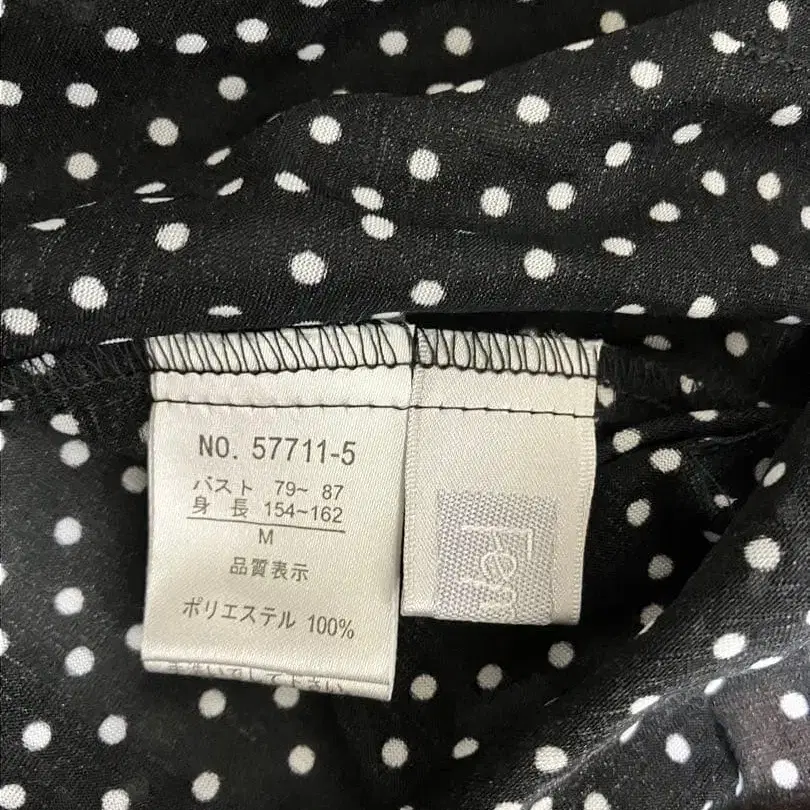 NO. 57711-5
バスト 79~ 87
身 長 154~162
M
品質表示
ポリエステル 100%
Fem